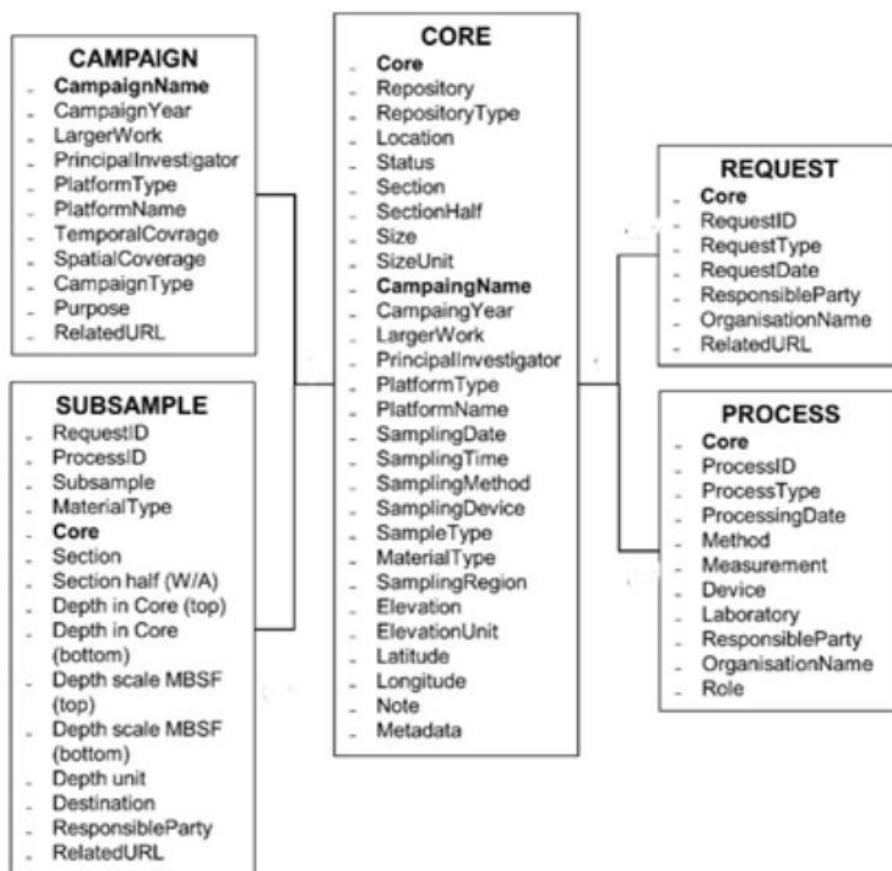 CAMPAIGN
CampaignName
CampaignYear
LargerWork
PrincipalInvestigator
PlatformType
PlatformName
TemporalCovrage
SpatialCoverage
CampaignType
Purpose
RelatedURL
SUBSAMPLE
RequestID
ProcessID
Subsample
MaterialType
Core
Section
Section half (W/A)
Depth in Core (top)
Depth in Core
(bottom)
Depth scale MBSF
(top)
Depth scale MBSF
(bottom)
Depth unit
Destination
ResponsibleParty
RelatedURL
CORE
Core
Repository
RepositoryType
Location
Status
Section
SectionHalf
Size
SizeUnit
CampaingName
CampaingYear
LargerWork
PrincipalInvestigator
PlatformType
PlatformName
SamplingDate
SamplingTime
SamplingMethod
SamplingDevice
SampleType
MaterialType
SamplingRegion
Elevation
ElevationUnit
Latitude
Longitude
Note
Metadata
REQUEST
Core
RequestID
RequestType
RequestDate
ResponsibleParty
OrganisationName
RelatedURL
PROCESS
Core
ProcessID
ProcessType
ProcessingDate
Method
Measurement
Device
Laboratory
ResponsibleParty
OrganisationName
Role